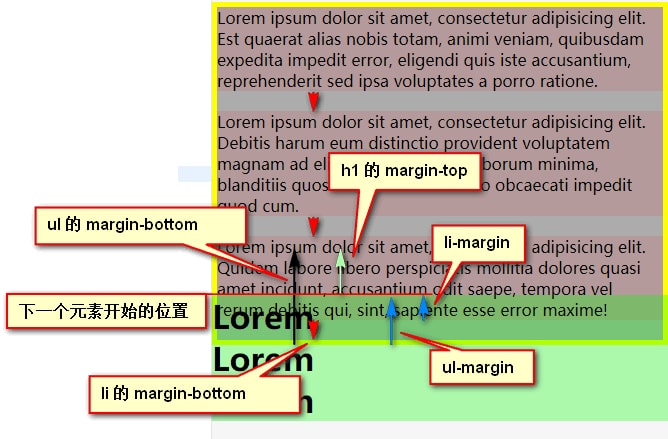 Lorem ipsum dolor sit amet, consectetur adipisicing elit.
Est quaerat alias nobis totam, animi veniam, quibusdam
expedita impedit error, eligendi quis iste accusantium,
reprehenderit sed ipsa voluptates a porro ratione.
Lorem ipsum dolor sit amet, consectetur adipisicing elit.
Debitis harum eum distinctio provident voluptatem
magnam ad minima,
h1 的 margin-top
blanditiis quos obcaecati impedit
quod cum.
ul 的 margin-bottom
li-margin
Lorem ipsum dolor sit amet, adipisicing elit.
Quidem labore libero perspiciatis mollitia dolores quasi
amet incidunt, accusantium odit saepe, tempora vel
下一个元素开始的位置
rerum debitis qui, sint, sapiente esse error maxime!
Lorem
Lorem
ul-margin
li 的 margin-bottom